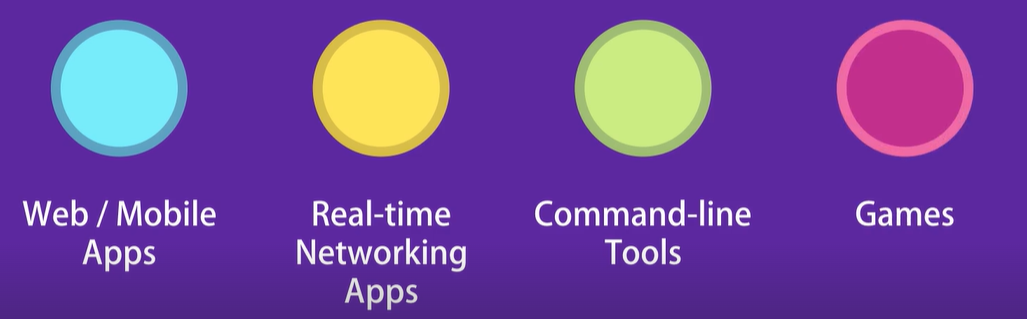 Web / Mobile
Apps
Real-time
Networking
Apps
Command-line
Tools
Games